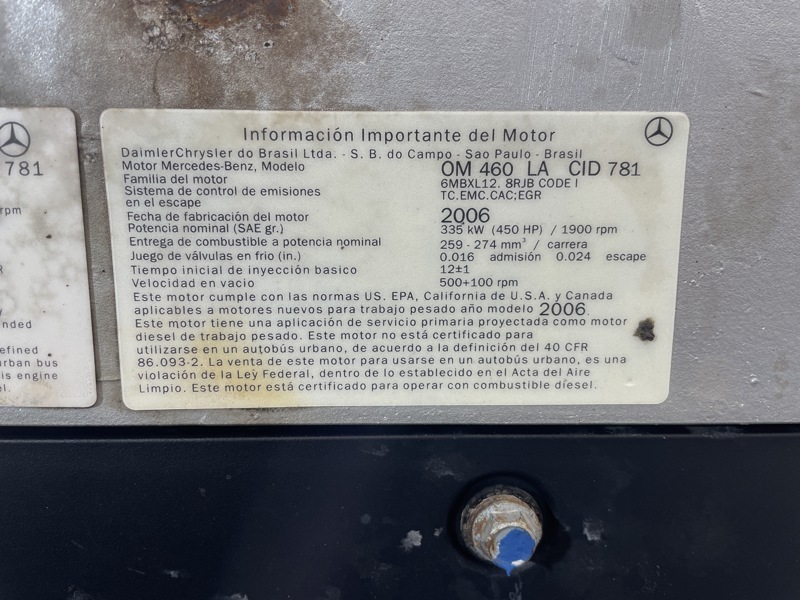 781
rpm
R
y
nded
efined
urban bus
is engine
el.
Información Importante del Motor
DaimlerChrysler do Brasil Ltda. - S. B. do Campo - Sao Paulo - Brasil
Motor Mercedes-Benz, Modelo OM 460 LA CID 781
Familia del motor 6MBXL12. 8RJB CODE I
Sistema de control de emisiones TC.EMC.CAC;EGR
en el escape
Fecha de fabricación del motor 2006
Potencia nominal (SAE gr.) 335 kW (450 HP) / 1900 rpm
Entrega de combustible a potencia nominal 259 - 274 mm³ / carrera
Juego de válvulas en frio (in.) 0.016 admisión 0.024 escape
Tiempo inicial de inyección basico 12±1
Velocidad en vacio 500+100 rpm
Este motor cumple con las normas US. EPA, California de U.S.A. y Canada
aplicables a motores nuevos para trabajo pesado año modelo 2006.
Este motor tiene una aplicación de servicio primaria proyectada como motor
diesel de trabajo pesado. Este motor no está certificado para
utilizarse en un autobús urbano, de acuerdo a la definición del 40 CFR
86.093-2. La venta de este motor para usarse en un autobús urbano, es una
violación de la Ley Federal, dentro de lo establecido en el Acta del Aire
Limpio. Este motor está certificado para operar con combustible diesel.